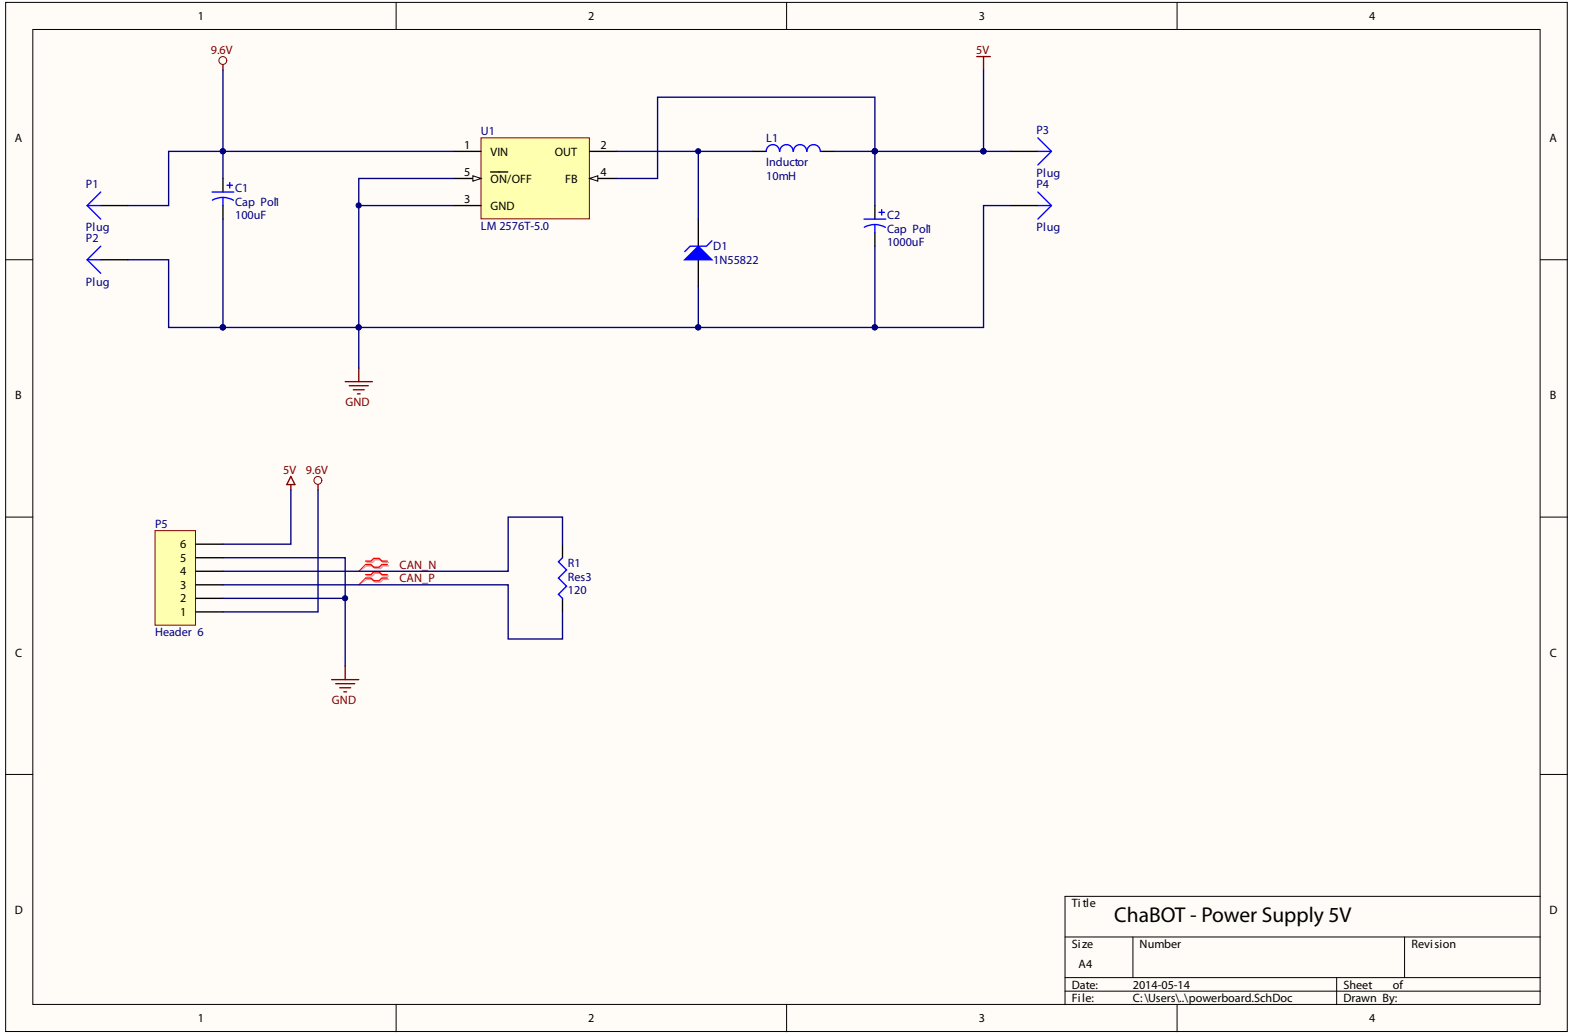 1 2 3 4
9.6V
5V
A
A
U1
P3
1 VIN OUT 2
L1
Inductor
10mH
Plug
P1
5 ON/OFF FB 4
P4
C1
Cap Pol1
100uF
3 GND
LM 2576T-5.0
Plug
P2
Plug
C2
Cap Pol1
1000uF
Plug
D1
1N55822
B
B
GND
5V 9.6V
P5
6
5
4
3
2
1
CAN_N
CAN_P
R1
Res3
120
Header 6
C
C
GND
D
D
Title
ChaBOT - Power Supply 5V
Size
A4
Number
Revision
Date: 2014-05-14 Sheet of
File: C:\Users\..\powerboard.SchDoc Drawn By:
1 2 3 4